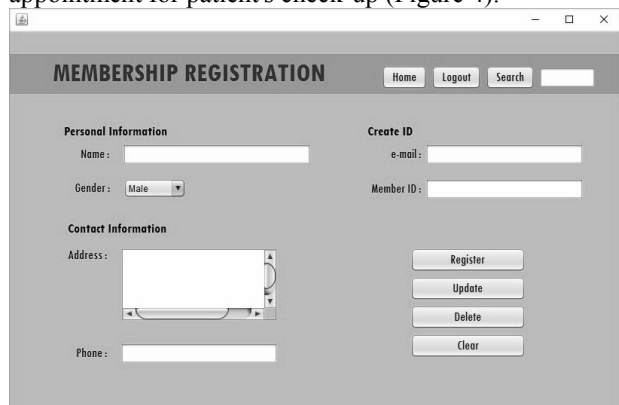 appointment for patient's check-up (Figure 4).
MEMBERSHIP REGISTRATION
Home Logout Search
Personal Information
Name :
Gender : Male
Contact Information
Address :
Phone :
Create ID
e-mail :
Member ID :
Register
Update
Delete
Clear